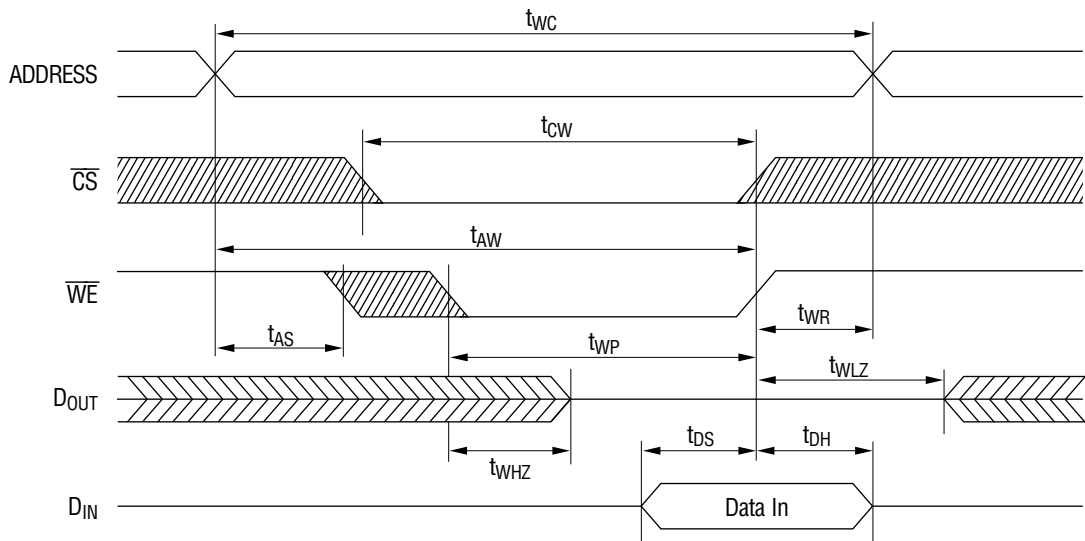 tWC
ADDRESS
tCW
CS
tAW
WE
tAS
tWR
tWP
tWLZ
DOUT
tDS
tDH
tWHZ
DIN
Data In